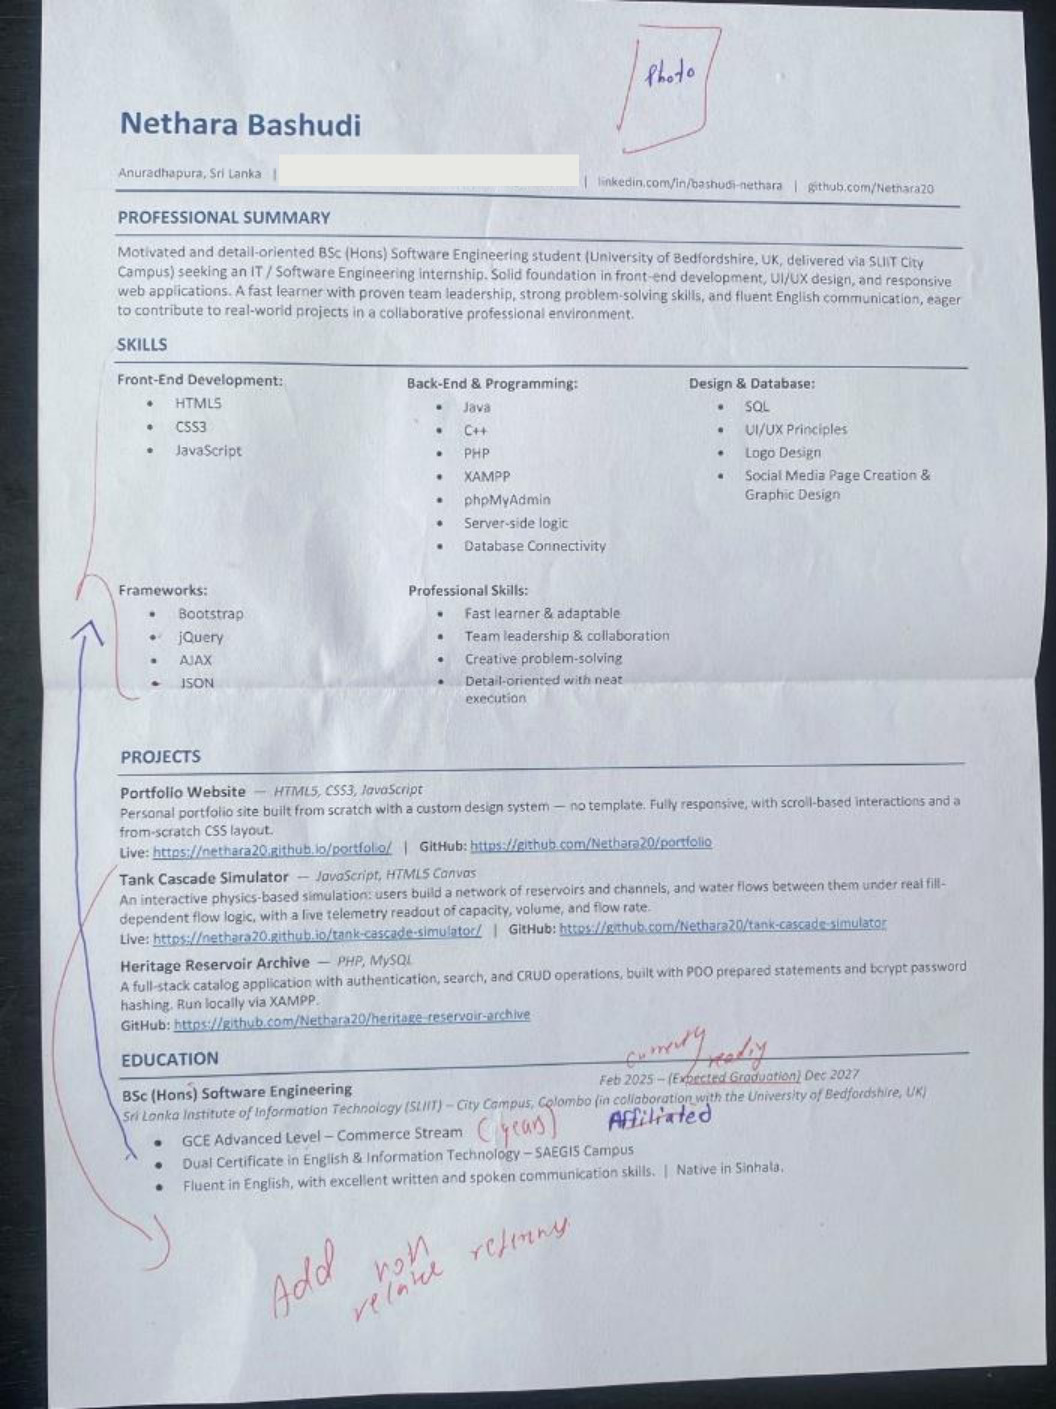 Photo
Nethara Bashudi
Anuradhapura, Sri Lanka |
| linkedin.com/in/bashudi-nethara | github.com/Nethara20
PROFESSIONAL SUMMARY
Motivated and detail-oriented BSc (Hons) Software Engineering student (University of Bedfordshire, UK, delivered via SLIIT City
Campus) seeking an IT / Software Engineering internship. Solid foundation in front-end development, UI/UX design, and responsive
web applications. A fast learner with proven team leadership, strong problem-solving skills, and fluent English communication, eager
to contribute to real-world projects in a collaborative professional environment.
SKILLS
Front-End Development:
• HTML5
• CSS3
• JavaScript
Back-End & Programming:
• Java
• C++
• PHP
• XAMPP
• phpMyAdmin
• Server-side logic
• Database Connectivity
Design & Database:
• SQL
• UI/UX Principles
• Logo Design
• Social Media Page Creation &
Graphic Design
Frameworks:
• Bootstrap
• jQuery
• AJAX
• JSON
Professional Skills:
• Fast learner & adaptable
• Team leadership & collaboration
• Creative problem-solving
• Detail-oriented with neat
execution
PROJECTS
Portfolio Website — HTML5, CSS3, JavaScript
Personal portfolio site built from scratch with a custom design system — no template. Fully responsive, with scroll-based interactions and a
from-scratch CSS layout.
Live: https://nethara20.github.io/portfolio/ | GitHub: https://github.com/Nethara20/portfolio
Tank Cascade Simulator — JavaScript, HTML5 Canvas
An interactive physics-based simulation: users build a network of reservoirs and channels, and water flows between them under real fill-
dependent flow logic, with a live telemetry readout of capacity, volume, and flow rate.
Live: https://nethara20.github.io/tank-cascade-simulator/ | GitHub: https://github.com/Nethara20/tank-cascade-simulator
Heritage Reservoir Archive — PHP, MySQL
A full-stack catalog application with authentication, search, and CRUD operations, built with PDO prepared statements and bcrypt password
hashing. Run locally via XAMPP.
GitHub: https://github.com/Nethara20/heritage-reservoir-archive
EDUCATION
BSc (Hons) Software Engineering
Feb 2025 – (Expected Graduation) Dec 2027
Sri Lanka Institute of Information Technology (SLIIT) – City Campus, Colombo (in collaboration with the University of Bedfordshire, UK)
Affiliated
• GCE Advanced Level – Commerce Stream (years)
• Dual Certificate in English & Information Technology – SAEGIS Campus
• Fluent in English, with excellent written and spoken communication skills. | Native in Sinhala.
Add non